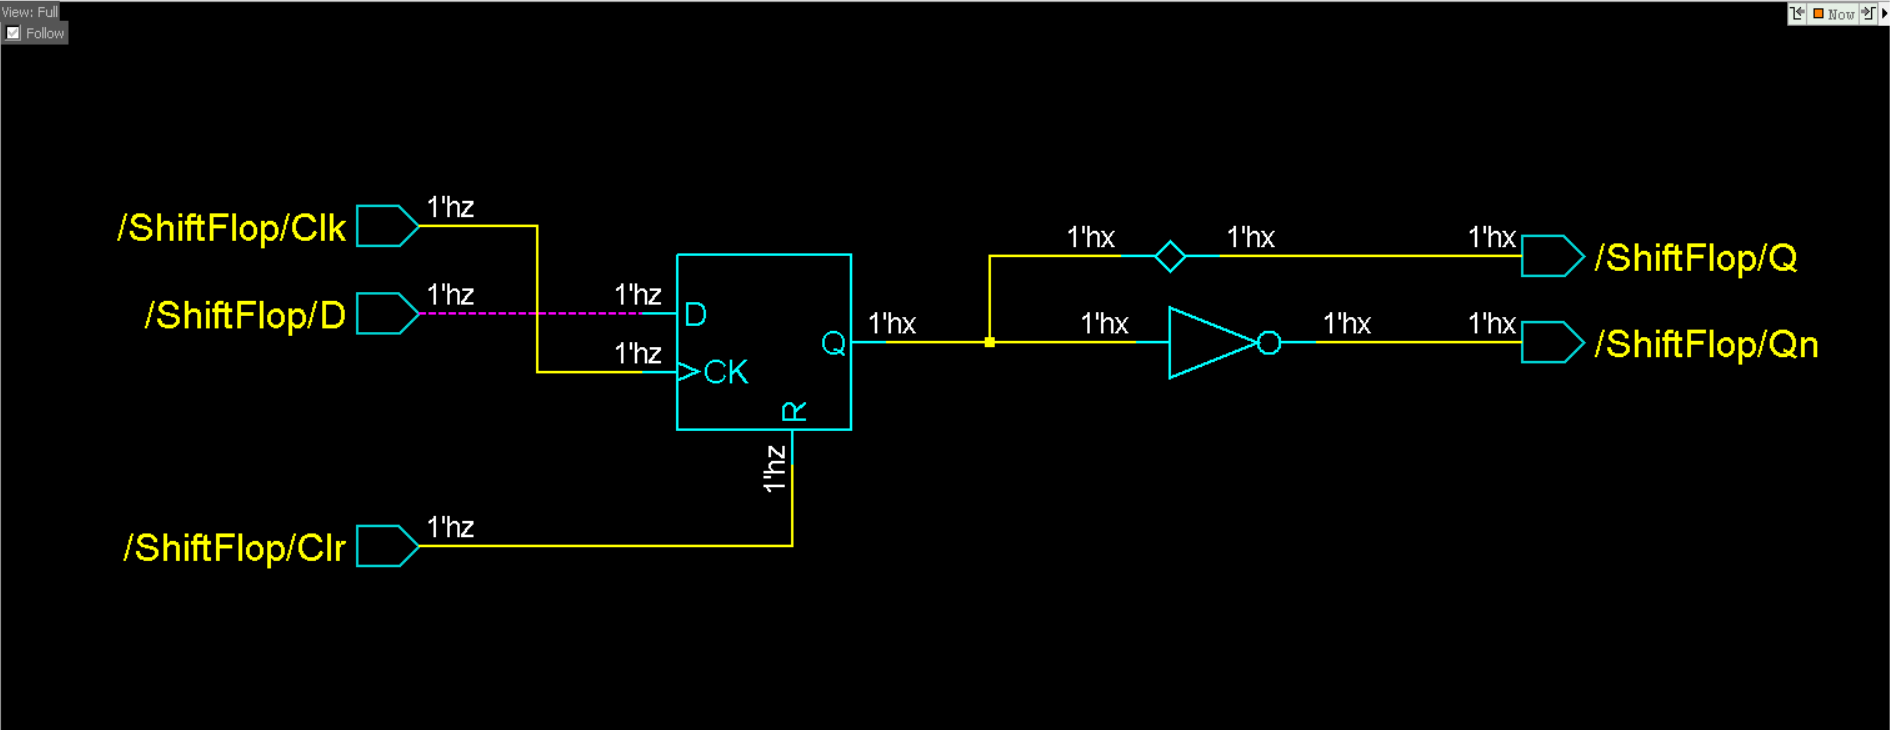 View: Full
Follow
Now
/ShiftFlop/Clk 1'hz
/ShiftFlop/D 1'hz 1'hz D
1'hz CK
R
1'hz
/ShiftFlop/Clr 1'hz
Q 1'hx
1'hx 1'hx 1'hx /ShiftFlop/Q
1'hx 1'hx 1'hx /ShiftFlop/Qn